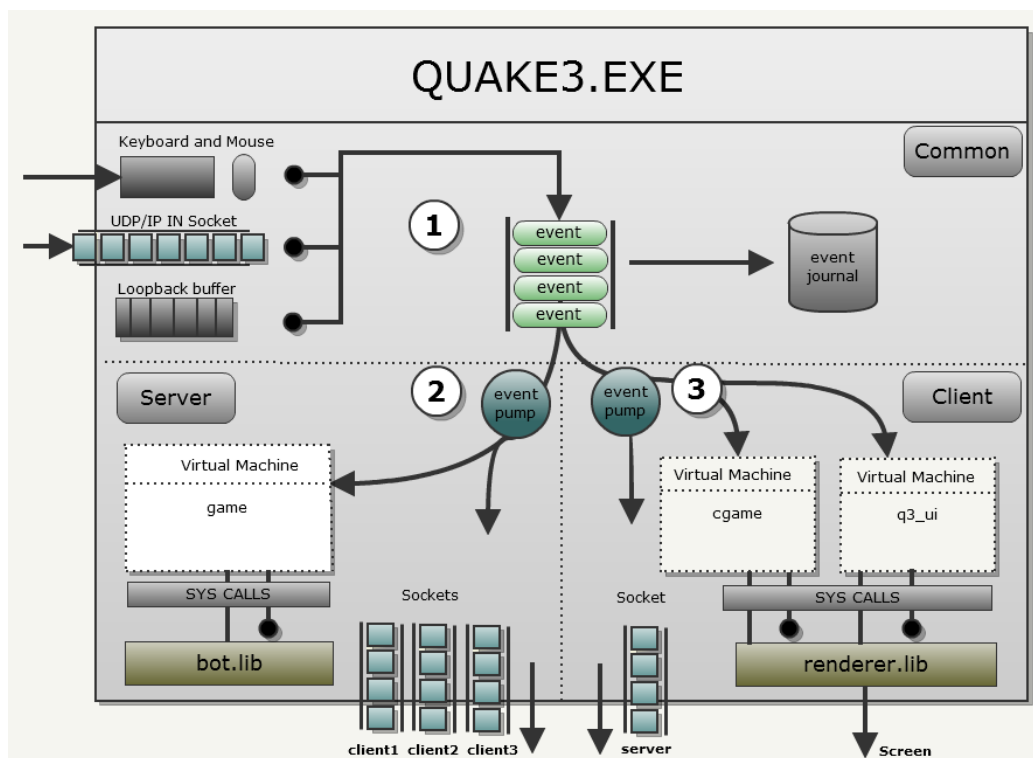 QUAKE3.EXE
Keyboard and Mouse
Common
UDP/IP IN Socket
1
event
event
event
event
event
journal
Loopback buffer
Server
2
event
pump
event
pump
3
Client
Virtual Machine
game
Virtual Machine
cgame
Virtual Machine
q3_ui
SYS CALLS
Sockets
Socket
SYS CALLS
bot.lib
renderer.lib
client1 client2 client3
server
Screen